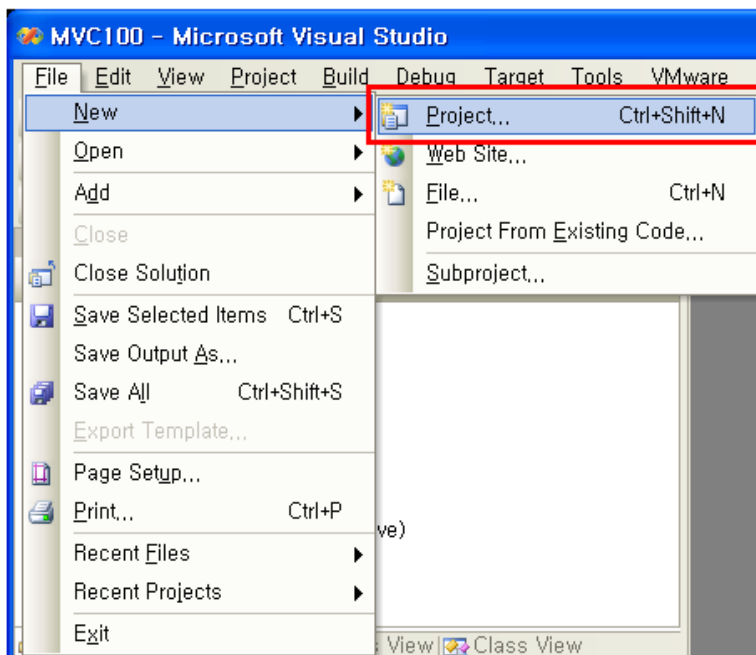 MVC100 - Microsoft Visual Studio
File Edit View Project Build Debug Target Tools VMware
New
Open
Add
Close
Close Solution
Save Selected Items Ctrl+S
Save Output As...
Save All Ctrl+Shift+S
Export Template...
Page Setup...
Print... Ctrl+P
Recent Files
Recent Projects
Exit
Project... Ctrl+Shift+N
Web Site...
File... Ctrl+N
Project From Existing Code...
Subproject...
ve)
View Class View